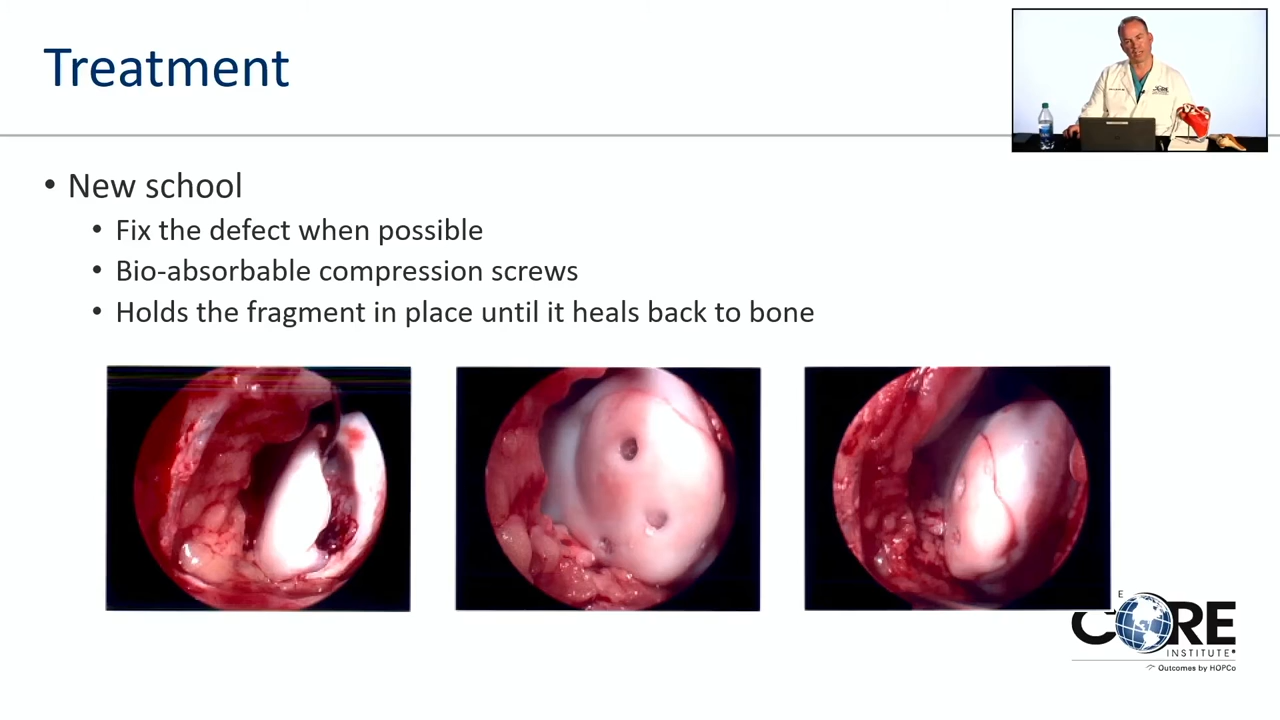 Treatment
• New school
• Fix the defect when possible
• Bio-absorbable compression screws
• Holds the fragment in place until it heals back to bone
E
CORE
INSTITUTE
Outcomes by HOPCo